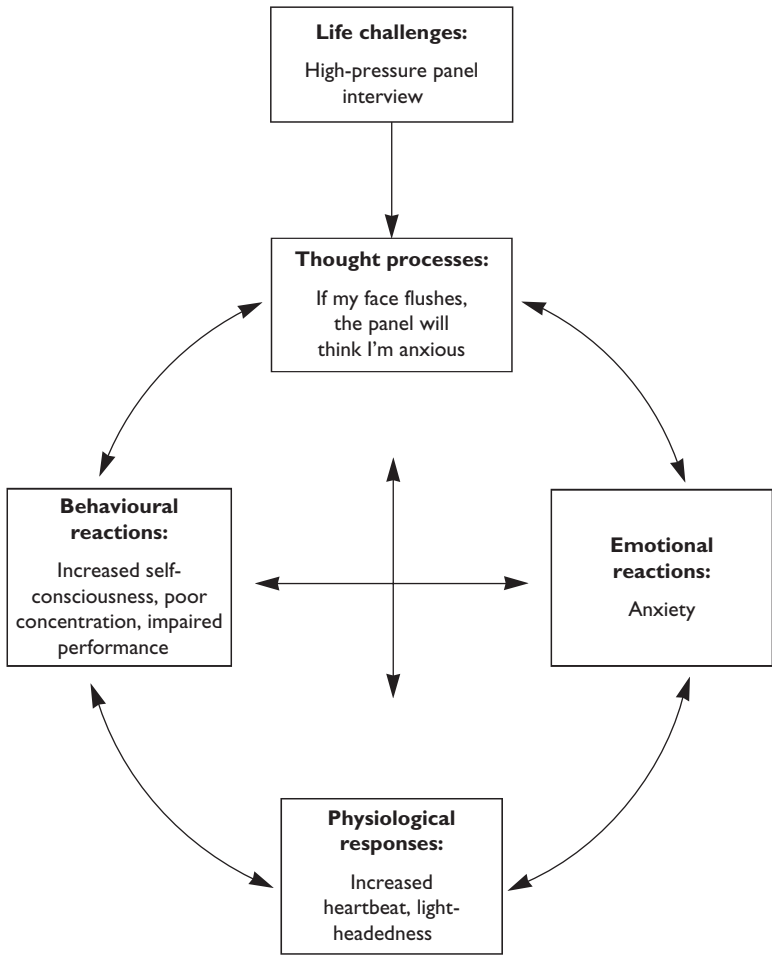 Life challenges:
High-pressure panel
interview
Thought processes:
If my face flushes,
the panel will
think I'm anxious
Behavioural
reactions:
Increased self-
consciousness, poor
concentration, impaired
performance
Emotional
reactions:
Anxiety
Physiological
responses:
Increased
heartbeat, light-
headedness